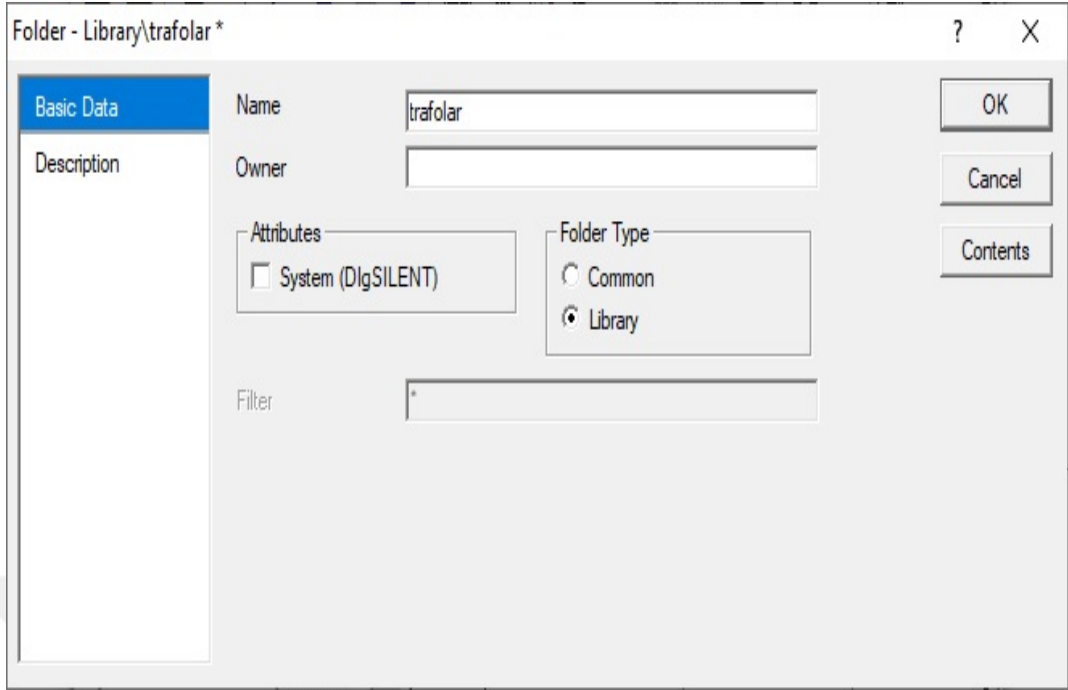 Folder - Library\trafolar *
? X
Basic Data
Description
Name
trafolar
Owner
Attributes
System (DIgSILENT)
Folder Type
Common
Library
Filter
*
OK
Cancel
Contents